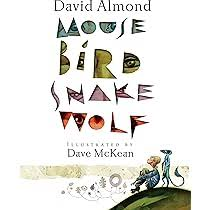 David Almond
MOUSE
BIRD
SNAKE
WOLF
ILLUSTRATED BY
Dave McKean